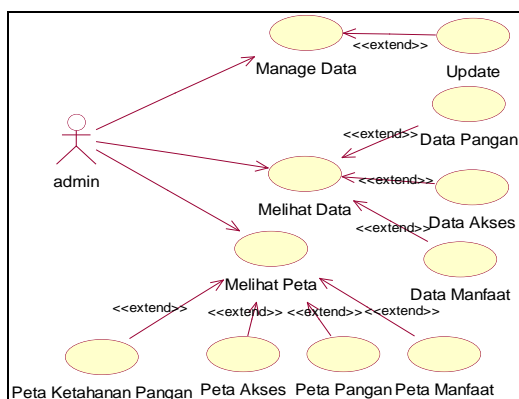 <<extend>>
Manage Data
Update
<<extend>>
Data Pangan
admin
<<extend>>
Melihat Data
Data Akses
<<extend>>
Melihat Peta
Data Manfaat
<<extend>>
<<extend>>
<<extend>>
<<extend>>
Peta Ketahanan Pangan
Peta Akses
Peta Pangan
Peta Manfaat